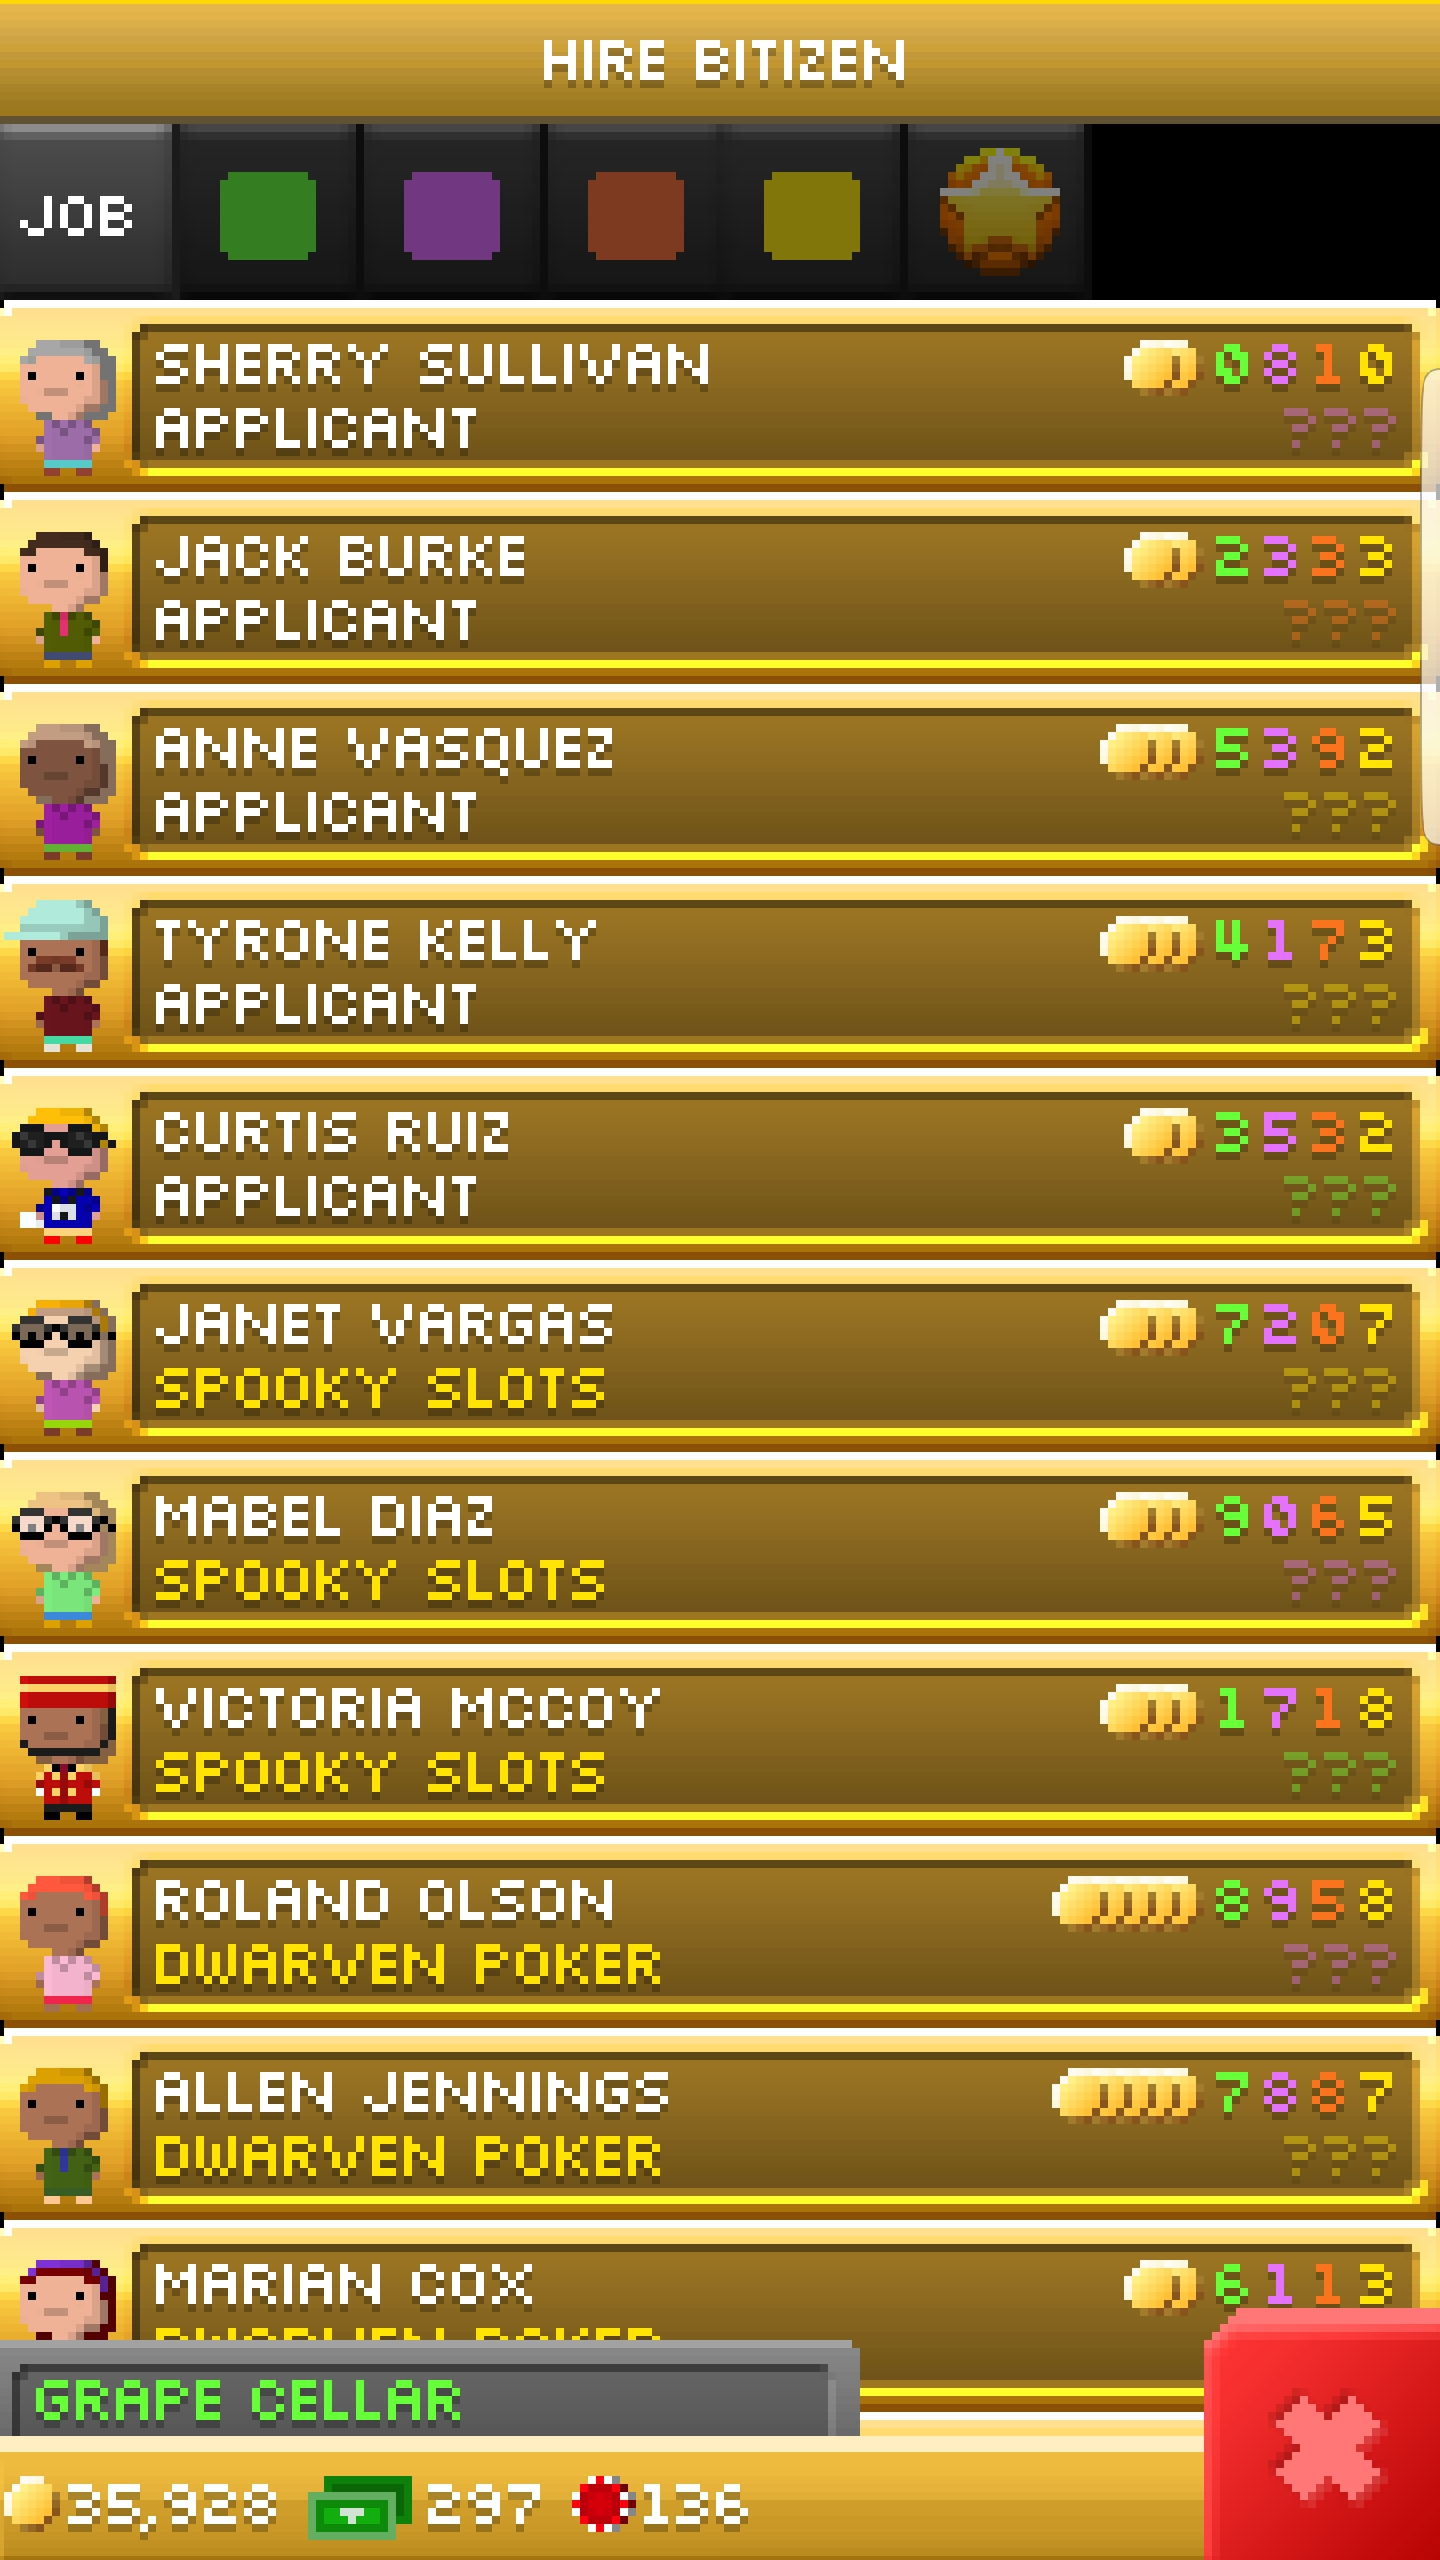 HIRE BITIZEN
JOB
SHERRY SULLIVAN 0 8 1 0
APPLICANT ???
JACK BURKE 2 3 3 3
APPLICANT ???
ANNE VASQUEZ 5 3 9 2
APPLICANT ???
TYRONE KELLY 4 1 7 3
APPLICANT ???
CURTIS RUIZ 3 5 3 2
APPLICANT ???
JANET VARGAS 7 2 0 7
SPOOKY SLOTS ???
MABEL DIAZ 9 0 6 5
SPOOKY SLOTS ???
VICTORIA MCCOY 1 7 1 8
SPOOKY SLOTS ???
ROLAND OLSON 8 9 5 8
DWARVEN POKER ???
ALLEN JENNINGS 7 8 8 7
DWARVEN POKER ???
MARIAN COX 6 1 1 3
DWARVEN POKER
GRAPE CELLAR
35,928 297 136